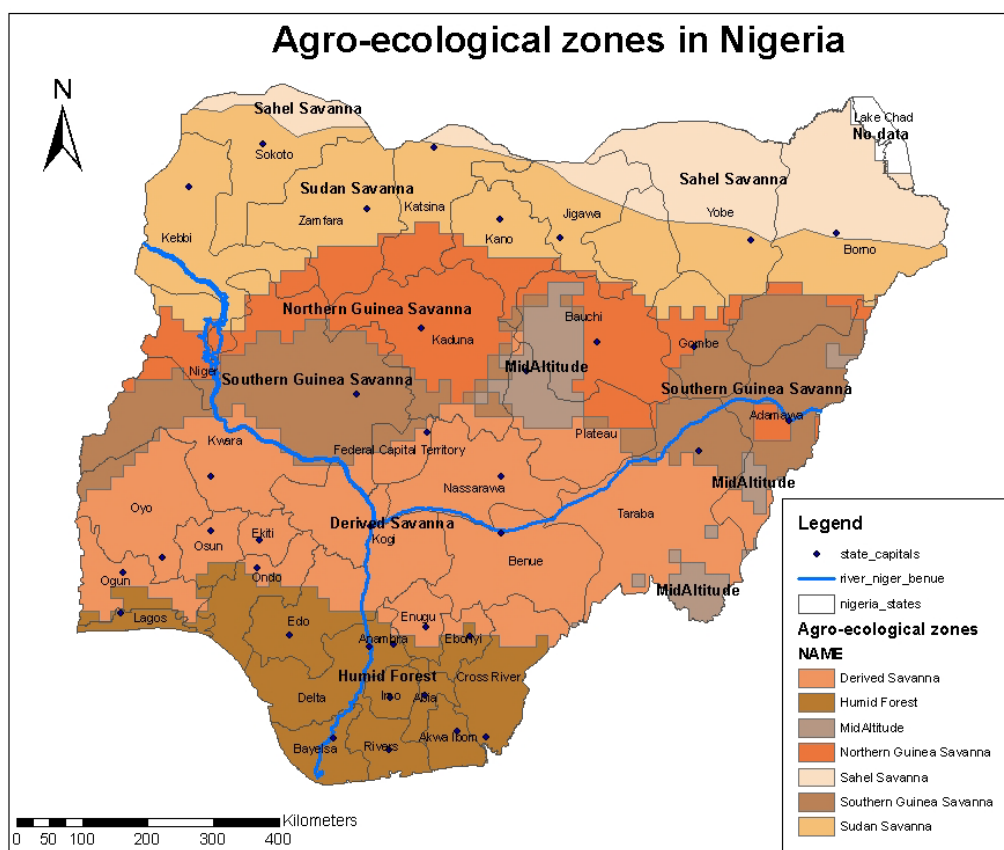 Agro-ecological zones in Nigeria
N
Sahel Savanna
Lake Chad
No data
Sokoto
Sudan Savanna
Sahel Savanna
Katsina
Zamfara
Jigawa
Yobe
Kano
Kebbi
Borno
Northern Guinea Savanna
Bauchi
Kaduna
Gombe
Niger
MidAltitude
Southern Guinea Savanna
Southern Guinea Savanna
Adamawa
Kwara
Plateau
Federal Capital Territory
Nassarawa
MidAltitude
Oyo
Taraba
Derived Savanna
Ekiti
Kogi
Osun
Benue
Ogun
Ondo
MidAltitude
Lagos
Enugu
Edo
Anambra
Ebonyi
Humid Forest
Cross River
Delta
Imo
Abia
Bayelsa
Rivers
Akwa Ibom
Kilometers
0 50 100 200 300 400
Legend
state_capitals
river_niger_benue
nigeria_states
Agro-ecological zones
NAME
Derived Savanna
Humid Forest
MidAltitude
Northern Guinea Savanna
Sahel Savanna
Southern Guinea Savanna
Sudan Savanna